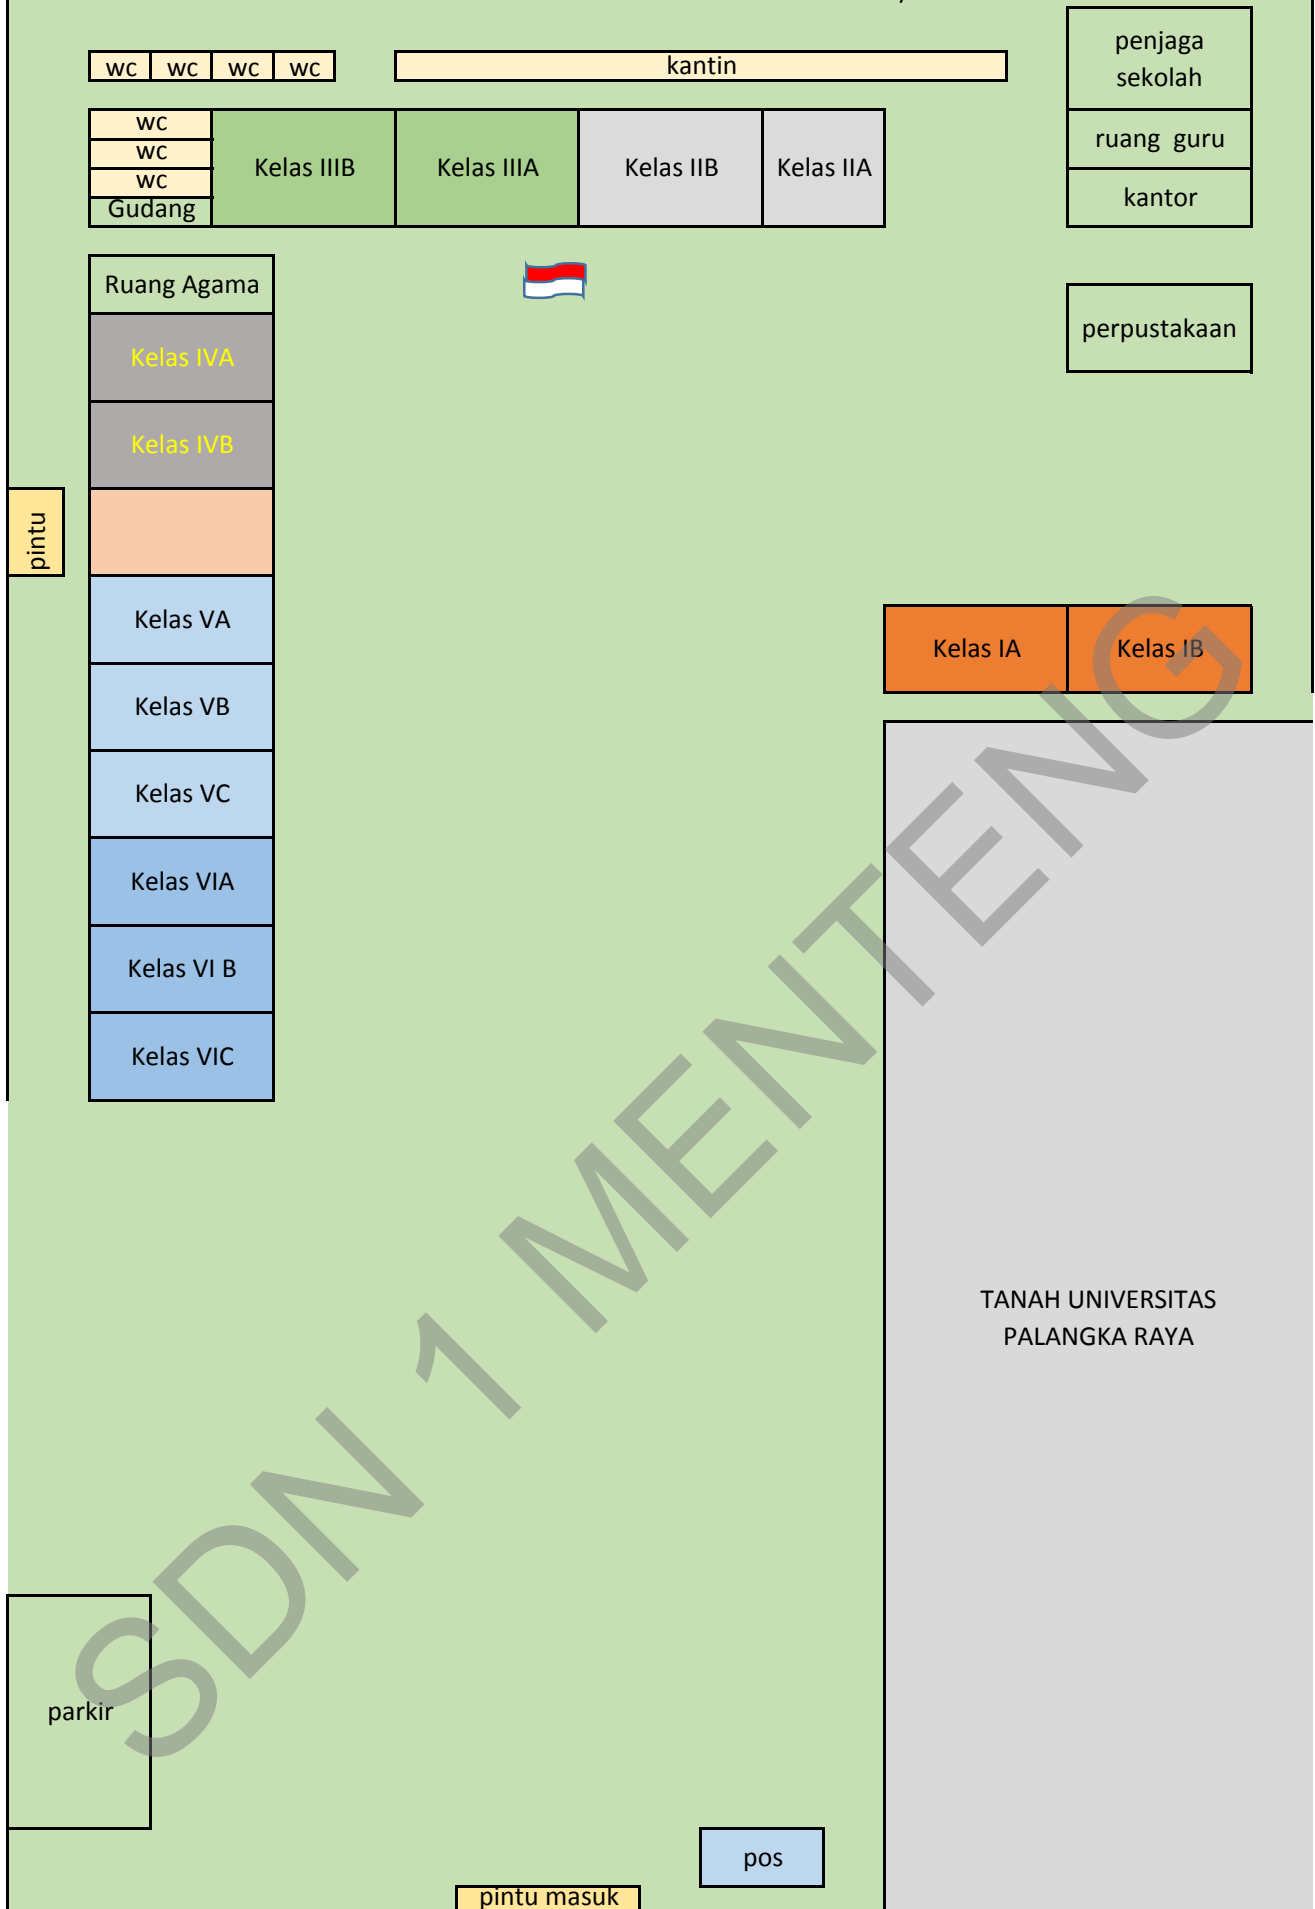 penjaga
sekolah
wc wc wc wc
kantin
wc
wc
wc
Gudang
Kelas IIIB
Kelas IIIA
Kelas IIB
Kelas IIA
ruang guru
kantor
Ruang Agama
perpustakaan
Kelas IVA
Kelas IVB
pintu
Kelas VA
Kelas IA
Kelas IB
Kelas VB
Kelas VC
Kelas VIA
Kelas VI B
Kelas VIC
TANAH UNIVERSITAS
PALANGKA RAYA
parkir
pos
pintu masuk
SDN 1 MENTENG